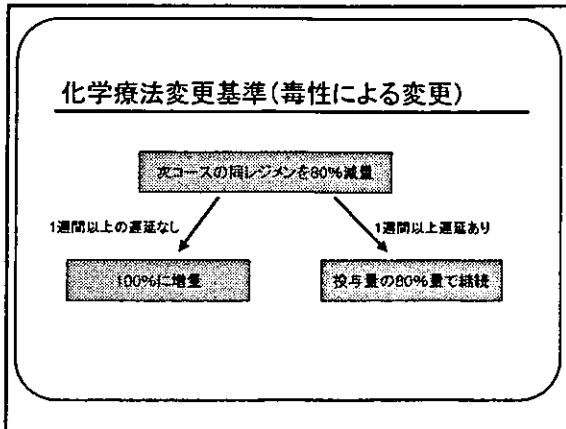 化学療法変更基準(毒性による変更)
次コースの同レジメンを80%減量
1週間以上の遅延なし
1週間以上遅延あり
100%に増量
投与量の80%量で継続